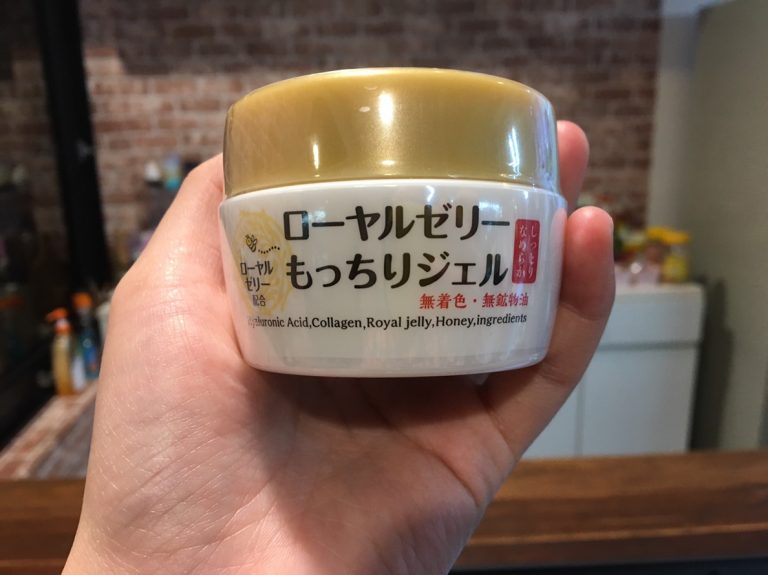 ローヤルゼリー
もっちりジェル
しっとり
なめらか
ローヤル
ゼリー
配合
無着色・無鉱物油
Acid,Collagen,Royal jelly,Honey,ingredients